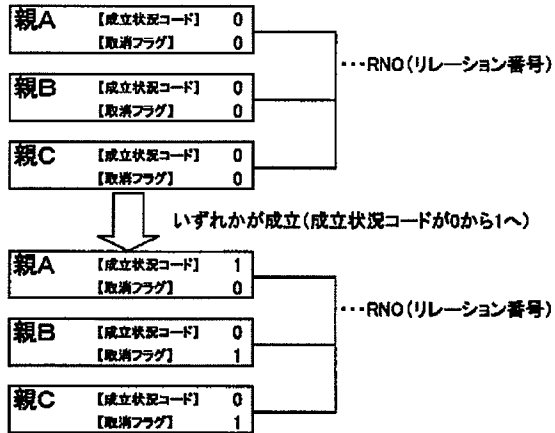 親A 【成立状況コード】 0
【取消フラグ】 0
…RNO(リレーション番号)
親B 【成立状況コード】 0
【取消フラグ】 0
親C 【成立状況コード】 0
【取消フラグ】 0
いずれかが成立(成立状況コードが0から1へ)
親A 【成立状況コード】 1
【取消フラグ】 0
…RNO(リレーション番号)
親B 【成立状況コード】 0
【取消フラグ】 1
親C 【成立状況コード】 0
【取消フラグ】 1